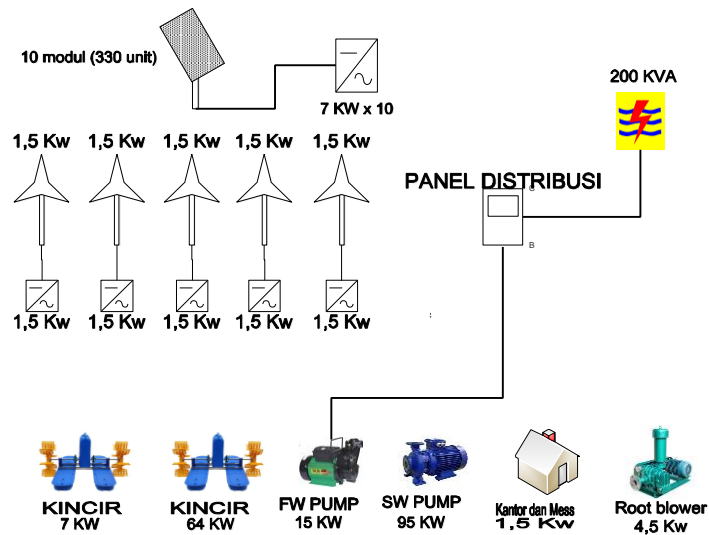 10 modul (330 unit)
7 KW x 10
200 KVA
1,5 Kw 1,5 Kw 1,5 Kw 1,5 Kw 1,5 Kw
PANEL DISTRIBUSI
C
B
1,5 Kw 1,5 Kw 1,5 Kw 1,5 Kw 1,5 Kw
KINCIR
7 KW
KINCIR
64 Kw
FW PUMP
15 KW
SW PUMP
95 KW
Kantor dan Mess
1,5 Kw
Root blower
4,5 Kw